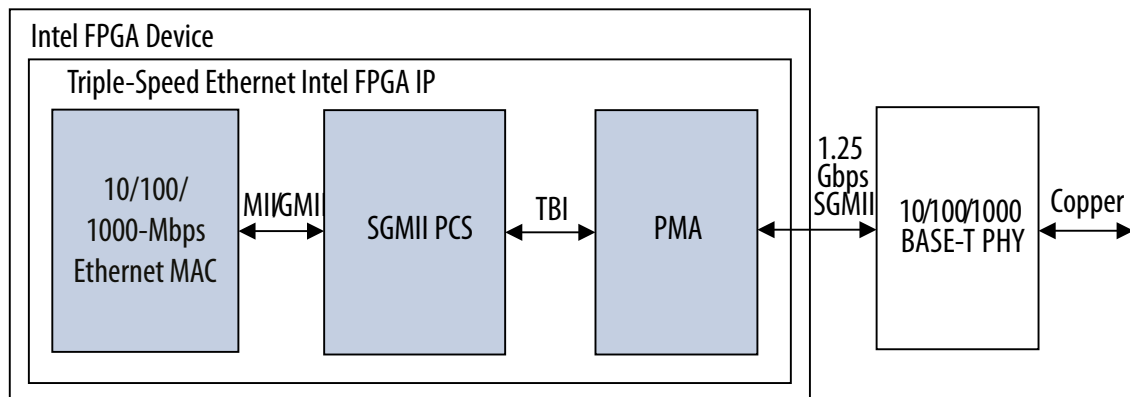 Intel FPGA Device
Triple-Speed Ethernet Intel FPGA IP
10/100/
1000-Mbps
Ethernet MAC
MII/GMII
SGMII PCS
TBI
PMA
1.25
Gbps
SGMII
10/100/1000
BASE-T PHY
Copper